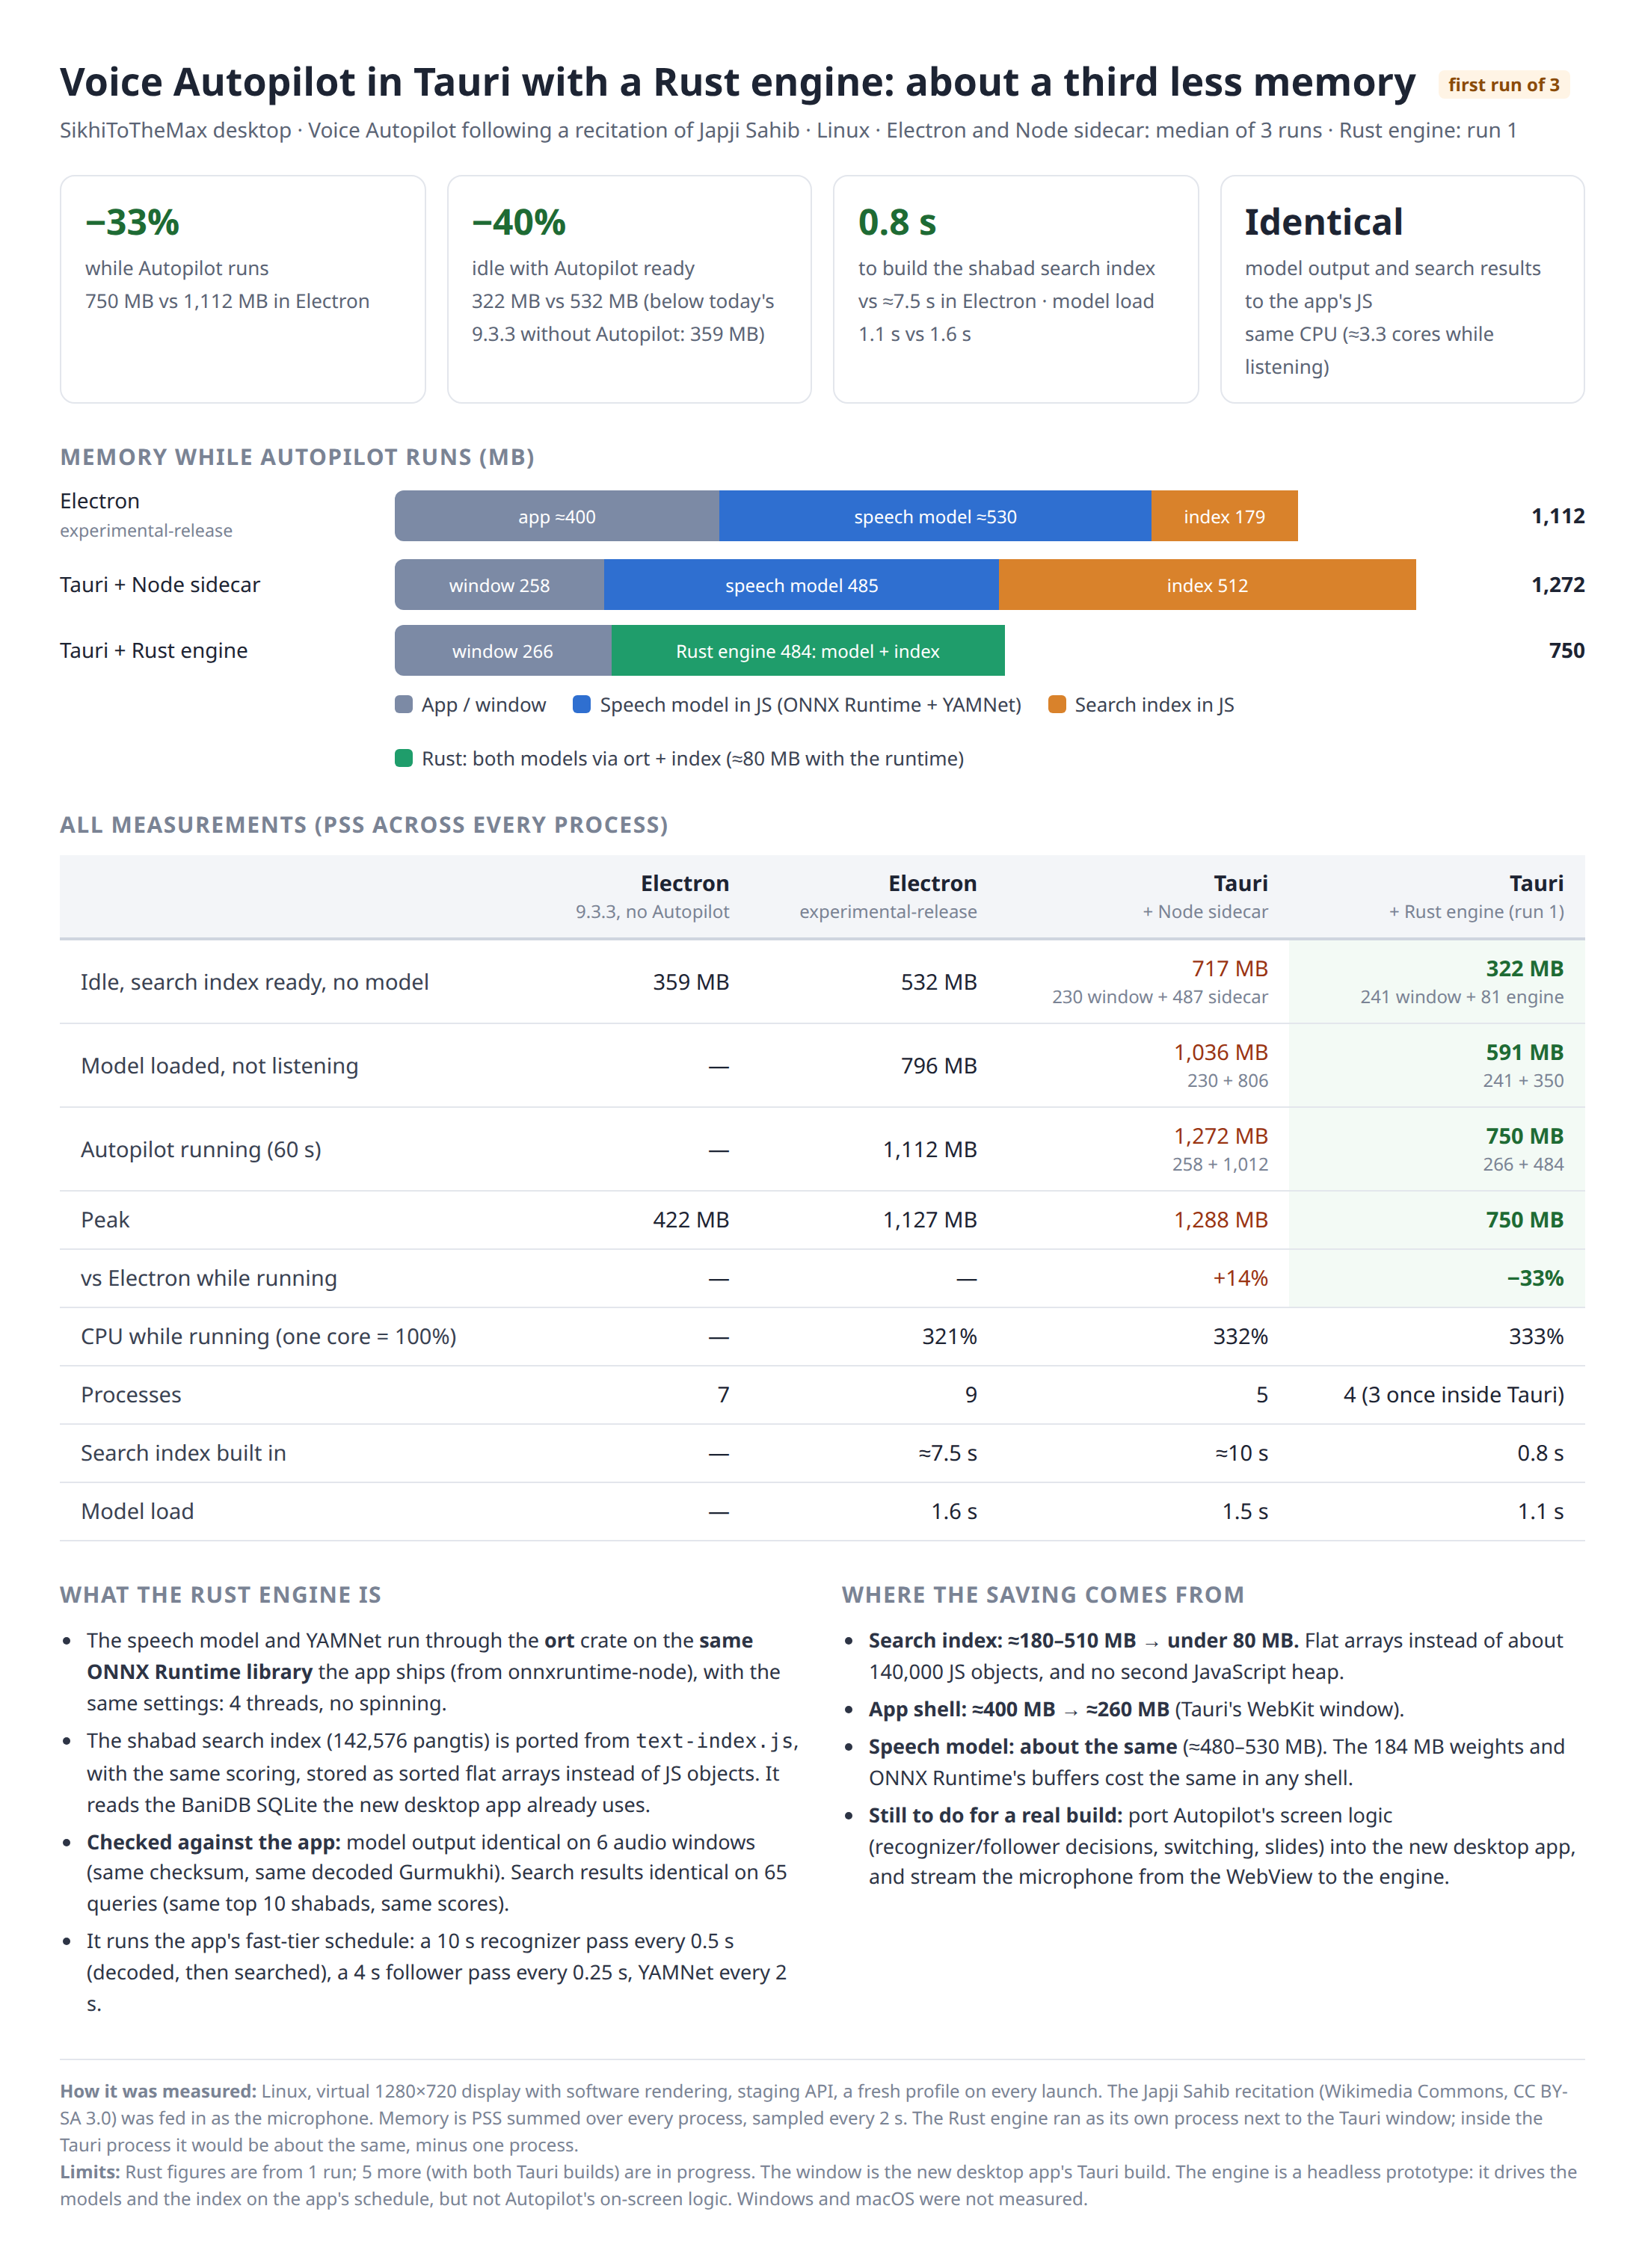 Voice Autopilot in Tauri with a Rust engine: about a third less memory first run of 3
SikhiToTheMax desktop · Voice Autopilot following a recitation of Japji Sahib · Linux · Electron and Node sidecar: median of 3 runs · Rust engine: run 1
−33%
while Autopilot runs
750 MB vs 1,112 MB in Electron
−40%
idle with Autopilot ready
322 MB vs 532 MB (below today's
9.3.3 without Autopilot: 359 MB)
0.8 s
to build the shabad search index
vs ≈7.5 s in Electron · model load
1.1 s vs 1.6 s
Identical
model output and search results
to the app's JS
same CPU (≈3.3 cores while
listening)
MEMORY WHILE AUTOPILOT RUNS (MB)
Electron
experimental-release
app ≈400 speech model ≈530 index 179 1,112
Tauri + Node sidecar window 258 speech model 485 index 512 1,272
Tauri + Rust engine window 266 Rust engine 484: model + index 750
App / window Speech model in JS (ONNX Runtime + YAMNet) Search index in JS
Rust: both models via ort + index (≈80 MB with the runtime)
ALL MEASUREMENTS (PSS ACROSS EVERY PROCESS)
Electron Electron Tauri Tauri
9.3.3, no Autopilot experimental-release + Node sidecar + Rust engine (run 1)
Idle, search index ready, no model 359 MB 532 MB 717 MB 322 MB
230 window + 487 sidecar 241 window + 81 engine
Model loaded, not listening — 796 MB 1,036 MB 591 MB
230 + 806 241 + 350
Autopilot running (60 s) — 1,112 MB 1,272 MB 750 MB
258 + 1,012 266 + 484
Peak 422 MB 1,127 MB 1,288 MB 750 MB
vs Electron while running — — +14% −33%
CPU while running (one core = 100%) — 321% 332% 333%
Processes 7 9 5 4 (3 once inside Tauri)
Search index built in — ≈7.5 s ≈10 s 0.8 s
Model load — 1.6 s 1.5 s 1.1 s
WHAT THE RUST ENGINE IS
• The speech model and YAMNet run through the ort crate on the same
ONNX Runtime library the app ships (from onnxruntime-node), with the
same settings: 4 threads, no spinning.
• The shabad search index (142,576 pangtis) is ported from text-index.js,
with the same scoring, stored as sorted flat arrays instead of JS objects. It
reads the BaniDB SQLite the new desktop app already uses.
• Checked against the app: model output identical on 6 audio windows
(same checksum, same decoded Gurmukhi). Search results identical on 65
queries (same top 10 shabads, same scores).
• It runs the app's fast-tier schedule: a 10 s recognizer pass every 0.5 s
(decoded, then searched), a 4 s follower pass every 0.25 s, YAMNet every 2
s.
WHERE THE SAVING COMES FROM
• Search index: ≈180–510 MB → under 80 MB. Flat arrays instead of about
140,000 JS objects, and no second JavaScript heap.
• App shell: ≈400 MB → ≈260 MB (Tauri's WebKit window).
• Speech model: about the same (≈480–530 MB). The 184 MB weights and
ONNX Runtime's buffers cost the same in any shell.
• Still to do for a real build: port Autopilot's screen logic
(recognizer/follower decisions, switching, slides) into the new desktop app,
and stream the microphone from the WebView to the engine.
How it was measured: Linux, virtual 1280×720 display with software rendering, staging API, a fresh profile on every launch. The Japji Sahib recitation (Wikimedia Commons, CC BY-
SA 3.0) was fed in as the microphone. Memory is PSS summed over every process, sampled every 2 s. The Rust engine ran as its own process next to the Tauri window; inside the
Tauri process it would be about the same, minus one process.
Limits: Rust figures are from 1 run; 5 more (with both Tauri builds) are in progress. The window is the new desktop app's Tauri build. The engine is a headless prototype: it drives the
models and the index on the app's schedule, but not Autopilot's on-screen logic. Windows and macOS were not measured.